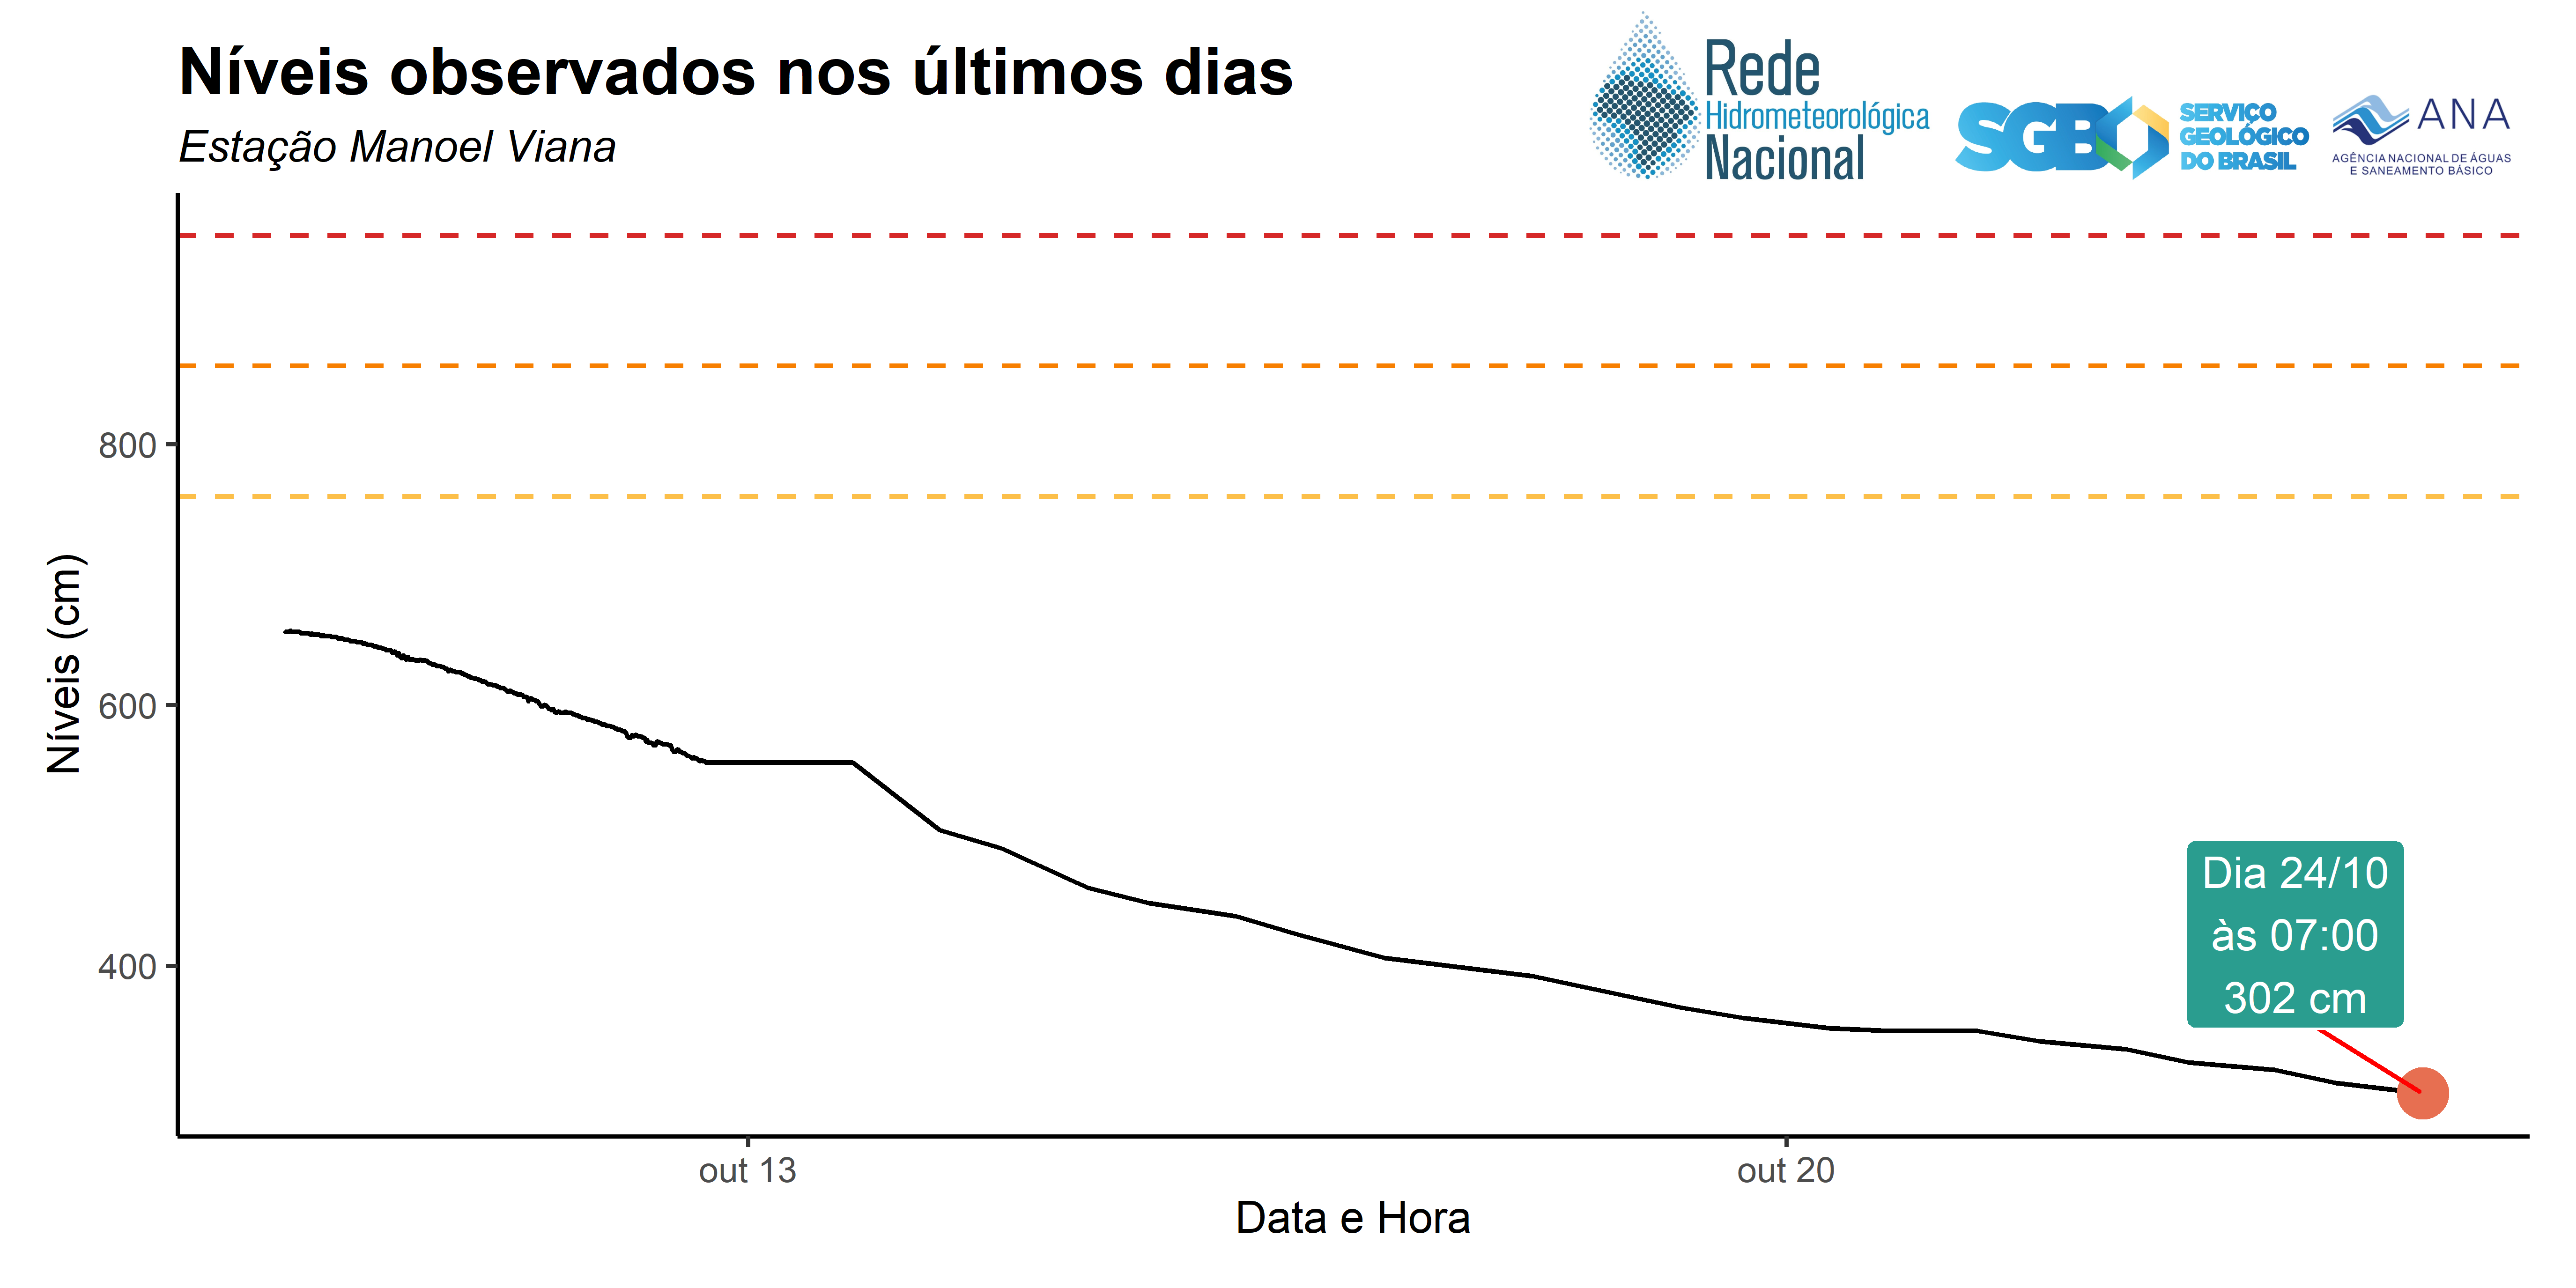 Níveis observados nos últimos dias
Estação Manoel Viana
Rede
Hidrometeorológica
Nacional
SGB
SERVIÇO
GEOLÓGICO
DO BRASIL
ANA
AGÊNCIA NACIONAL DE ÁGUAS
E SANEAMENTO BÁSICO
Níveis (cm)
800
600
400
Dia 24/10
às 07:00
302 cm
out 13
out 20
Data e Hora